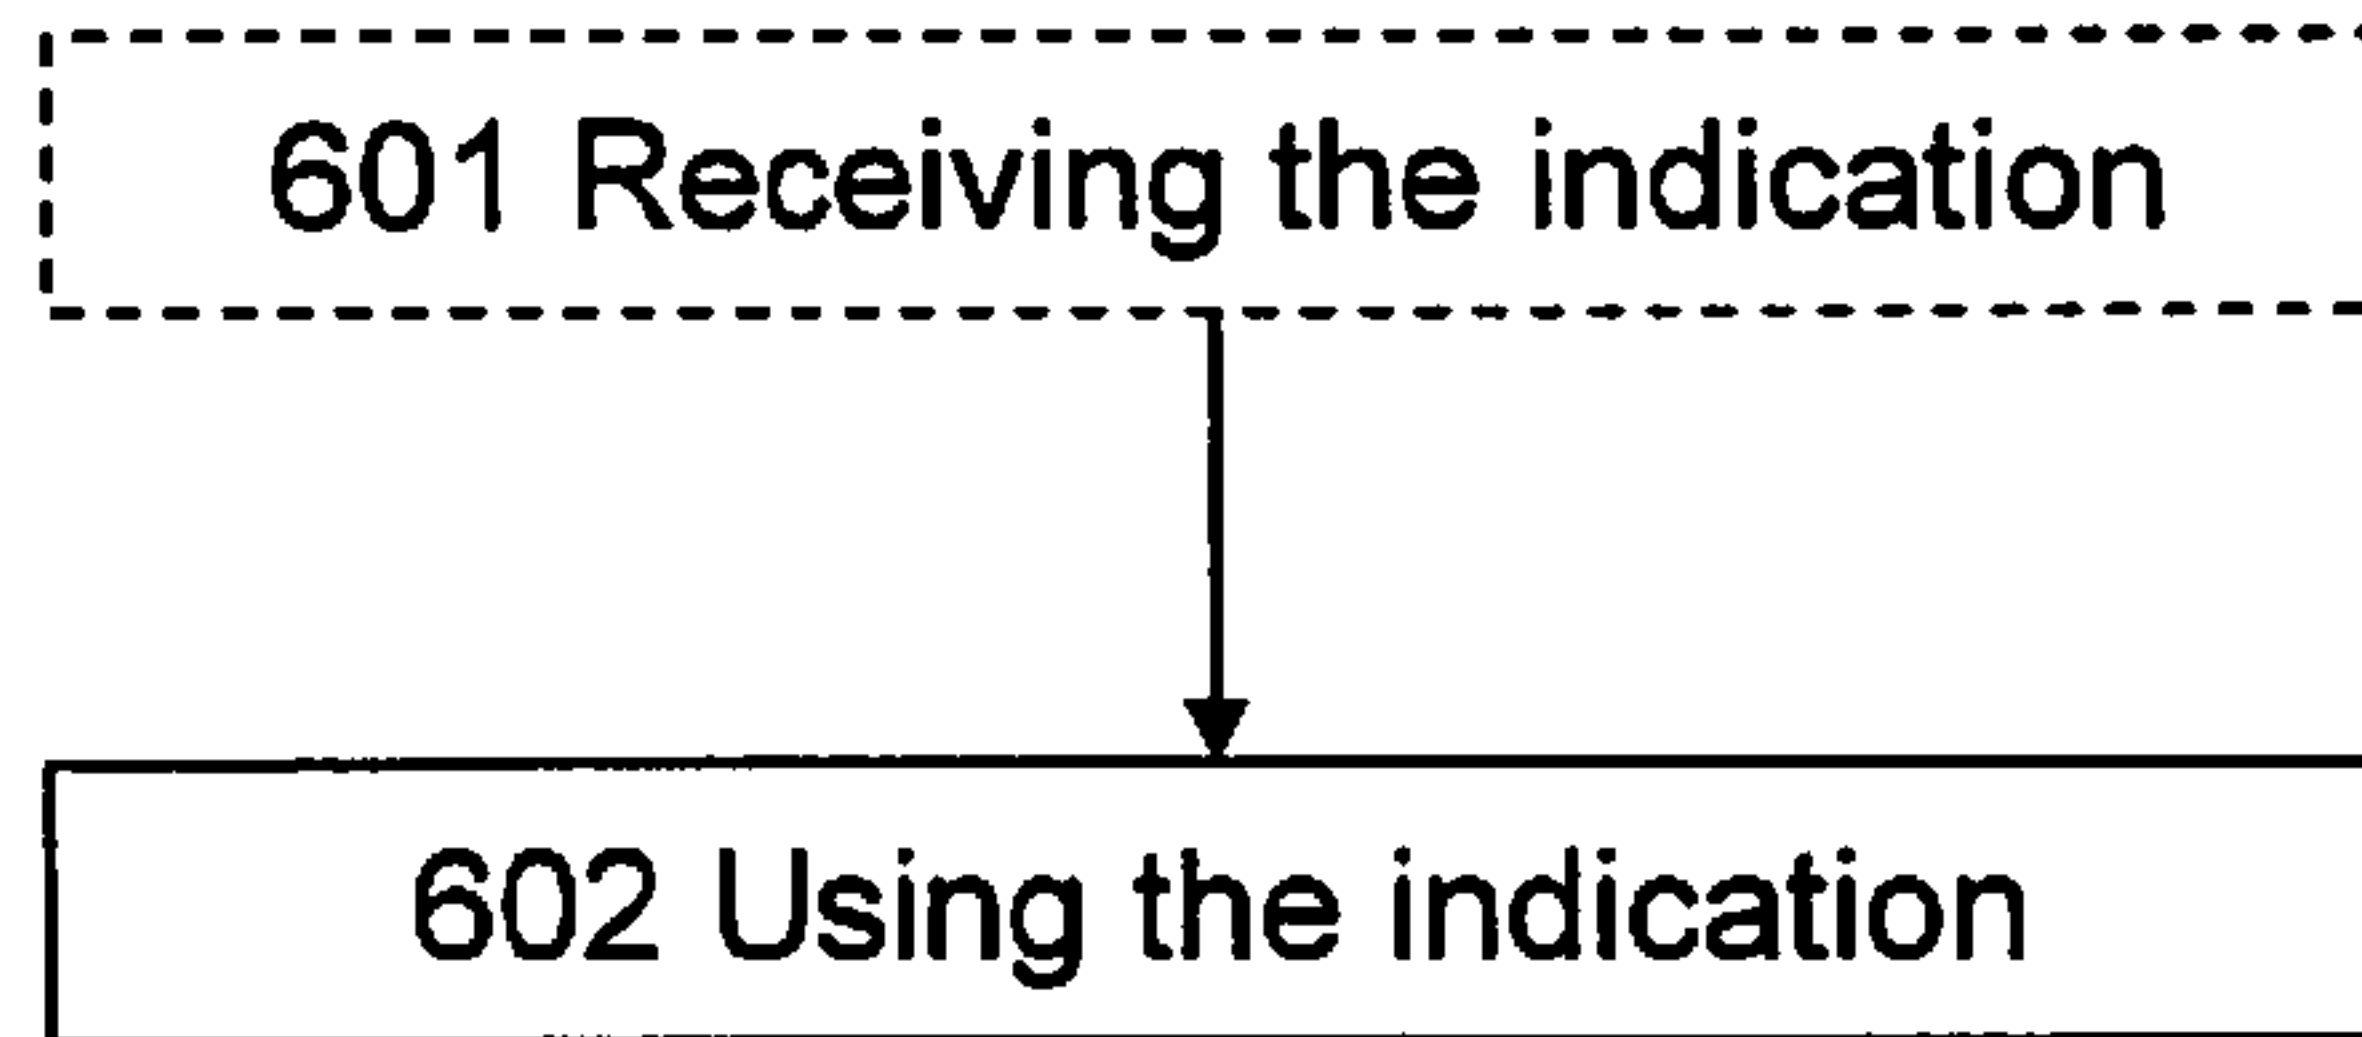 601 Receiving the indication
602 Using the indication